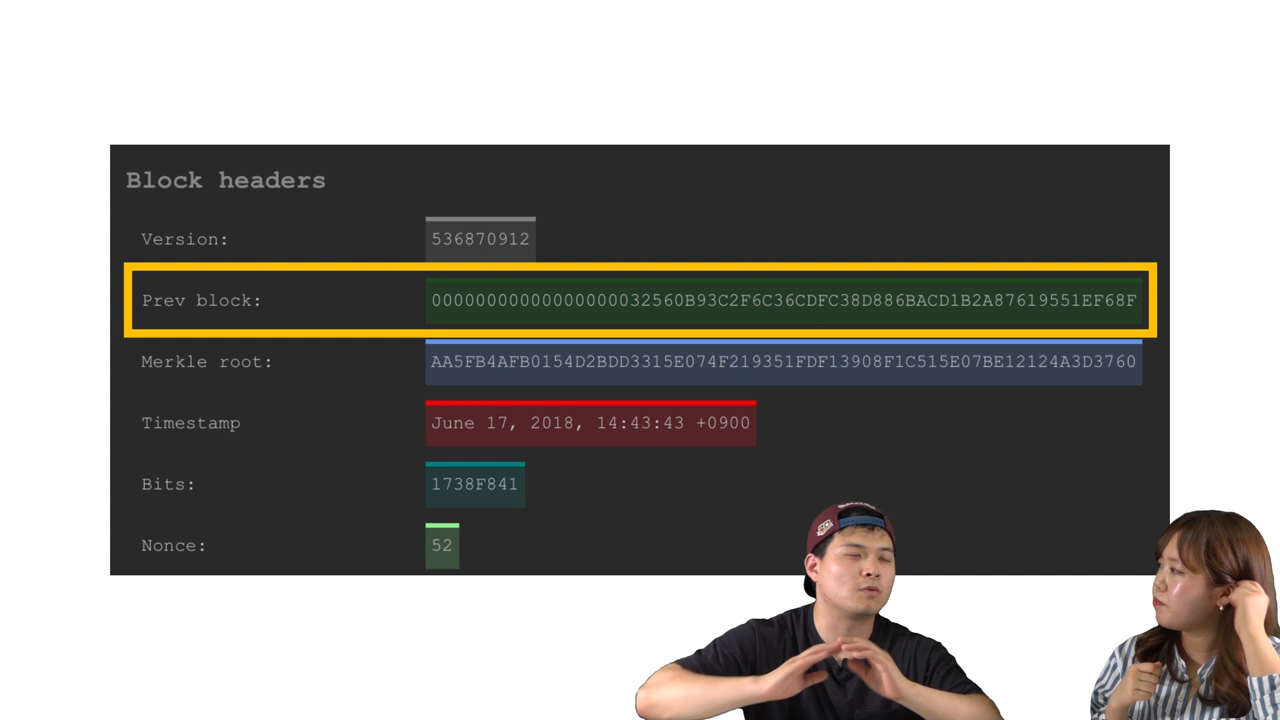 Block headers
Version: 536870912
Prev block: 00000000000000000032560B93C2F6C36CDFC38D886BACD1B2A87619551EF68F
Merkle root: AA5FB4AFB0154D2BDD3315E074F219351FDF13908F1C515E07BE12124A3D3760
Timestamp June 17, 2018, 14:43:43 +0900
Bits: 1738F841
Nonce: 52